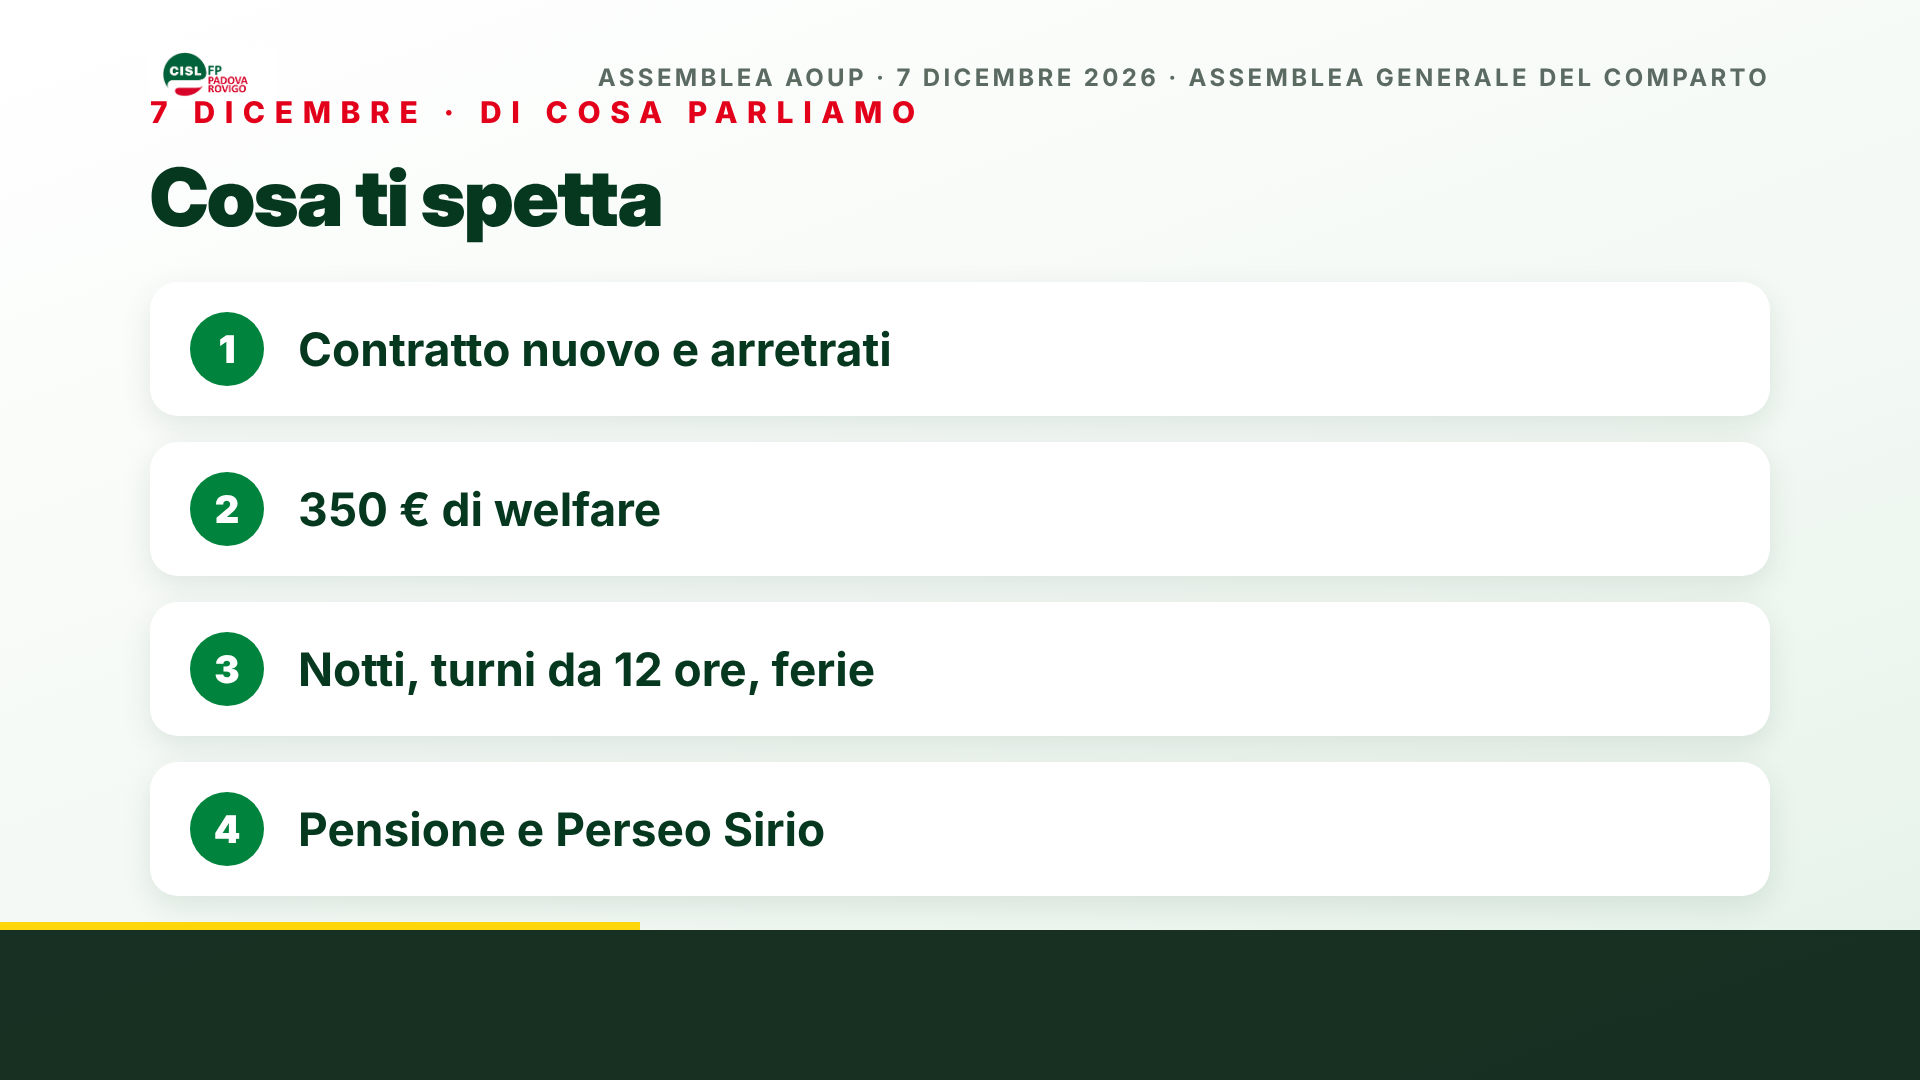 CISL FP
PADOVA
ROVIGO
ASSEMBLEA AOUP · 7 DICEMBRE 2026 · ASSEMBLEA GENERALE DEL COMPARTO
7 DICEMBRE · DI COSA PARLIAMO
Cosa ti spetta
1 Contratto nuovo e arretrati
2 350 € di welfare
3 Notti, turni da 12 ore, ferie
4 Pensione e Perseo Sirio